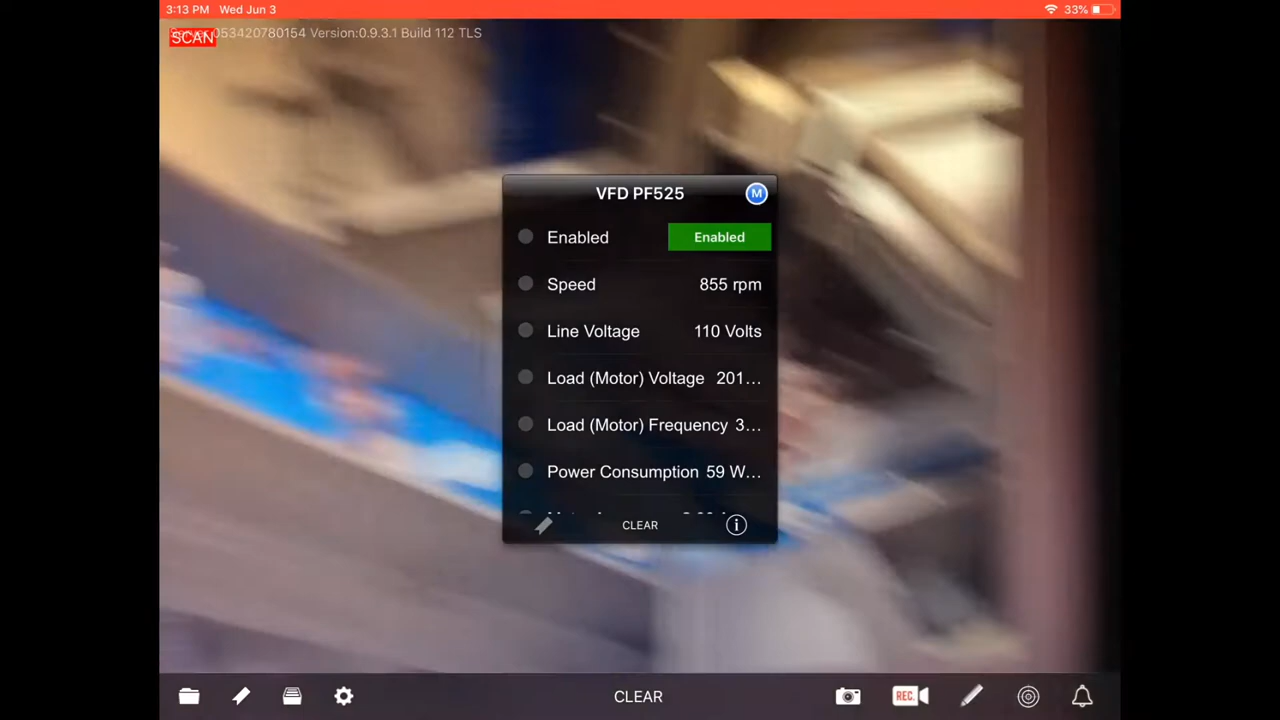 3:13 PM Wed Jun 3 33%
SCAN 053420780154 Version:0.9.3.1 Build 112 TLS
VFD PF525 M
Enabled Enabled
Speed 855 rpm
Line Voltage 110 Volts
Load (Motor) Voltage 201...
Load (Motor) Frequency 3...
Power Consumption 59 W...
CLEAR i
CLEAR REC.